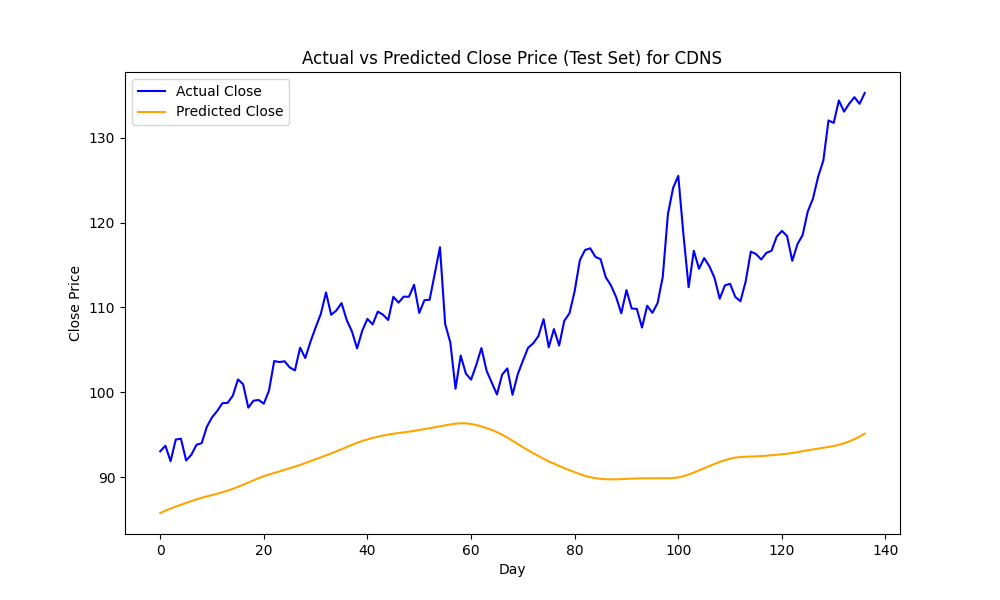 Actual vs Predicted Close Price (Test Set) for CDNS
Actual Close
Predicted Close
130
120
110
100
90
Close Price
0 20 40 60 80 100 120 140
Day